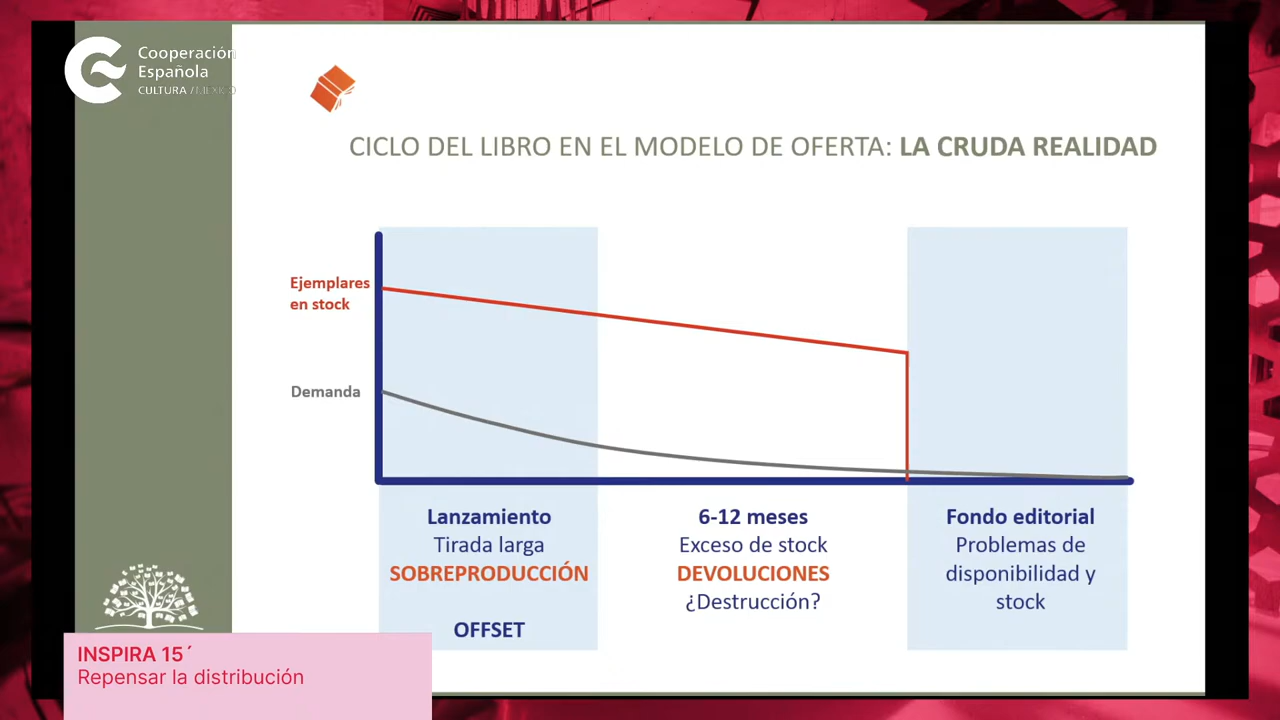 Cooperación
Española
CULTURA / MÉXICO
CICLO DEL LIBRO EN EL MODELO DE OFERTA: LA CRUDA REALIDAD
Ejemplares
en stock
Demanda
Lanzamiento
Tirada larga
SOBREPRODUCCIÓN
OFFSET
6-12 meses
Exceso de stock
DEVOLUCIONES
¿Destrucción?
Fondo editorial
Problemas de
disponibilidad y
stock
INSPIRA 15´
Repensar la distribución